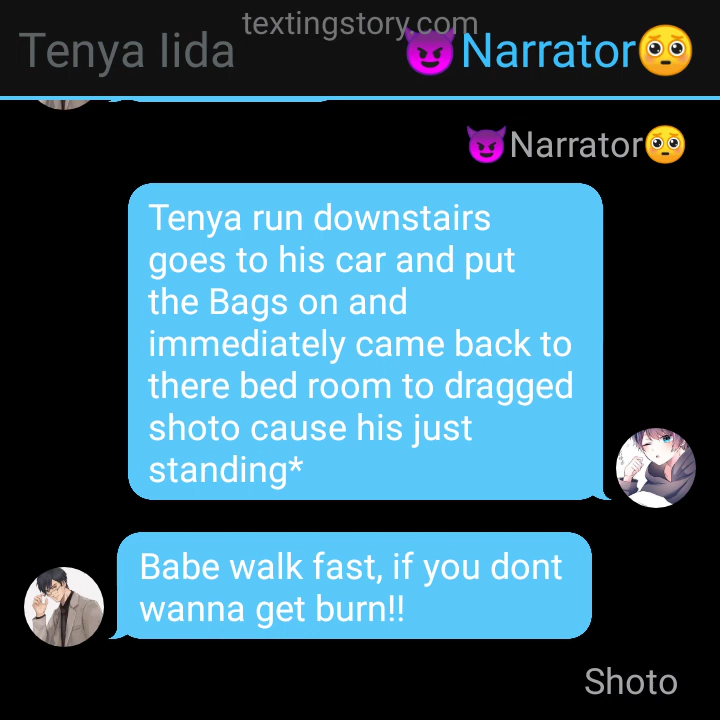 textingstory.com
Tenya Iida
😈Narrator🥺
😈Narrator🥺
Tenya run downstairs
goes to his car and put
the Bags on and
immediately came back to
there bed room to dragged
shoto cause his just
standing*
Babe walk fast, if you dont
wanna get burn!!
Shoto